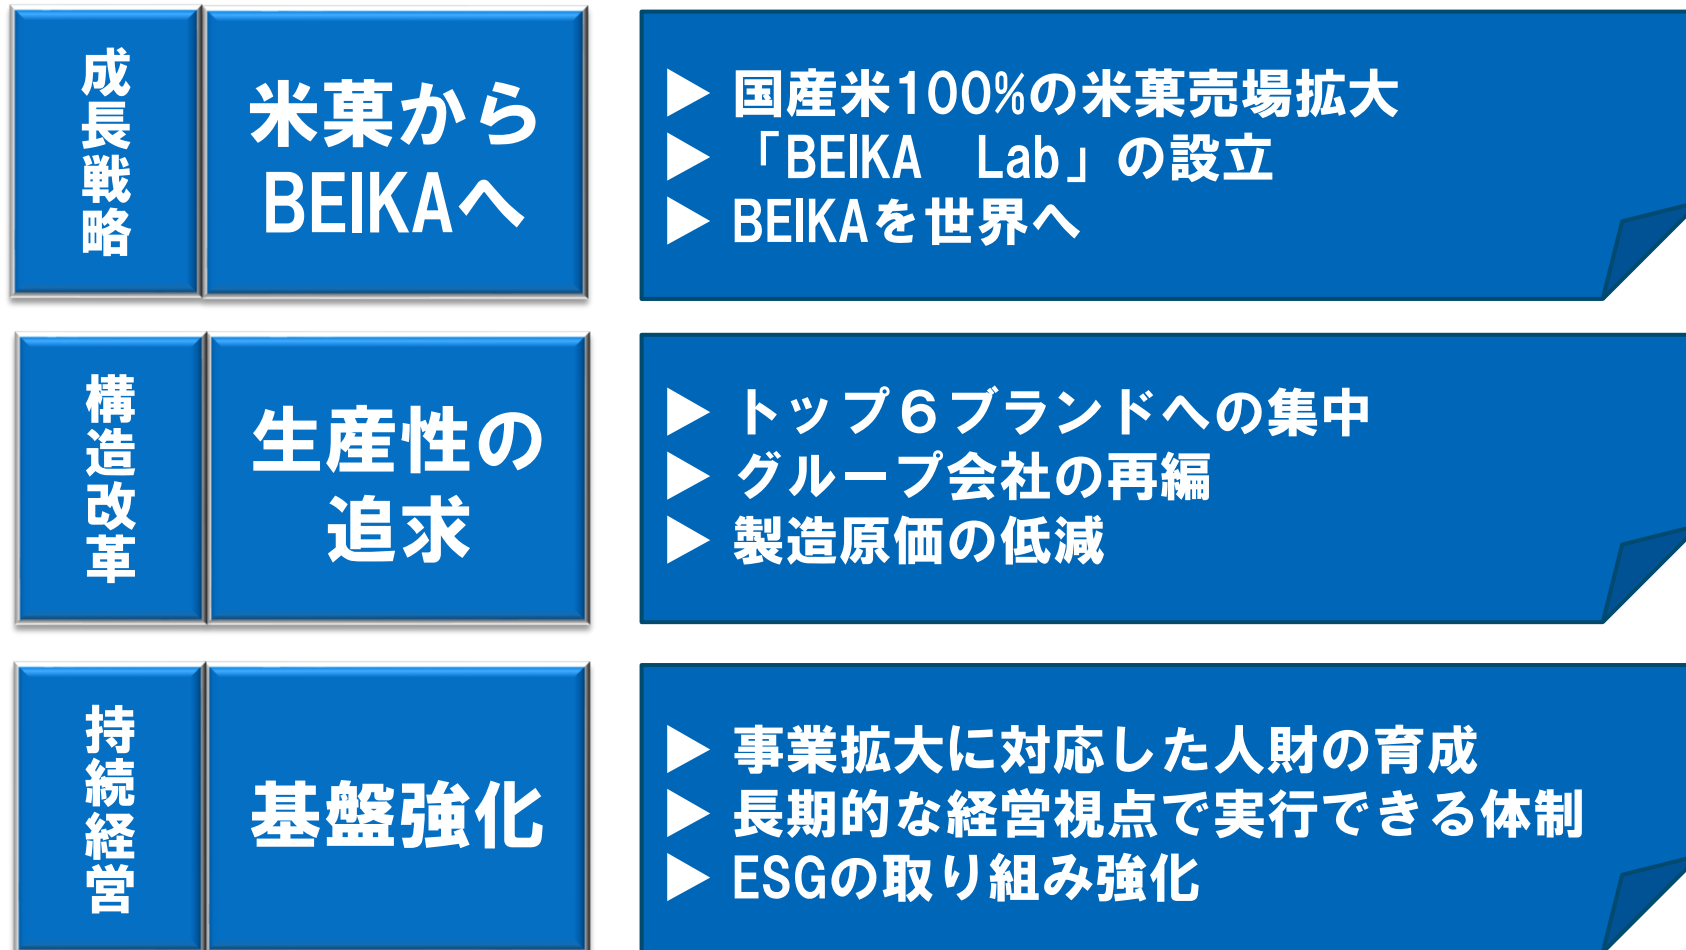 成長戦略
米菓から
BEIKAへ
▶ 国産米100%の米菓売場拡大
▶ 「BEIKA　Lab」の設立
▶ BEIKAを世界へ
構造改革
生産性の
追求
▶ トップ６ブランドへの集中
▶ グループ会社の再編
▶ 製造原価の低減
持続経営
基盤強化
▶ 事業拡大に対応した人財の育成
▶ 長期的な経営視点で実行できる体制
▶ ESGの取り組み強化